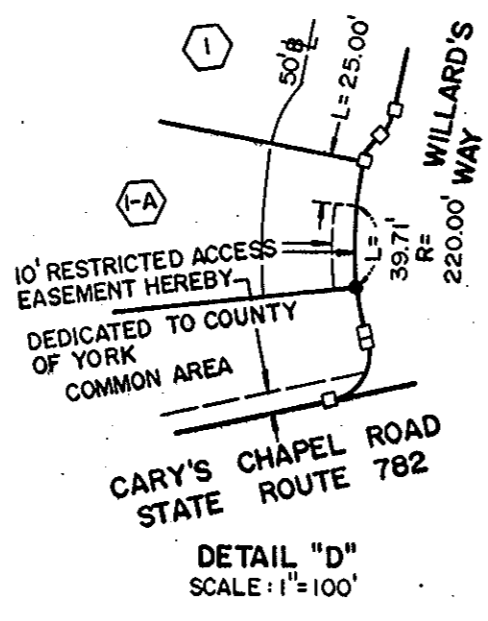 1
50' BL
L= 25.00'
WILLARD'S
WAY
1-A
L=
39.71'
R=
220.00'
10' RESTRICTED ACCESS
EASEMENT HEREBY
DEDICATED TO COUNTY
OF YORK
COMMON AREA
CARY'S CHAPEL ROAD
STATE ROUTE 782
DETAIL "D"
SCALE: 1"=100'